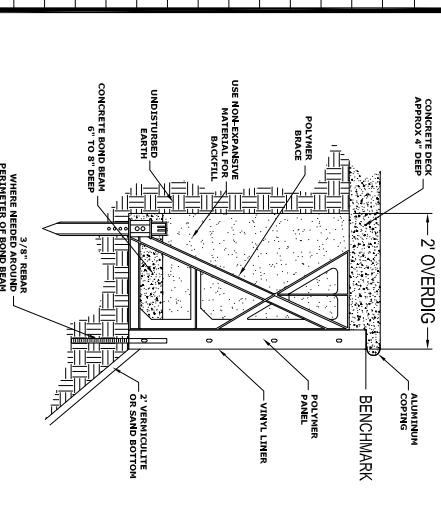 CONCRETE DECK
APPROX 4" DEEP
2' OVERDIG
ALUMINUM
COPING
BENCHMARK
POLYMER
BRACE
USE NON-EXPANSIVE
MATERIAL FOR
BACKFILL
UNDISTURBED
EARTH
CONCRETE BOND BEAM
6" TO 8" DEEP
POLYMER
PANEL
VINYL LINER
2' VERMICULITE
OR SAND BOTTOM
3/8" REBAR
WHERE NEEDED AROUND
PERIMETER OF BOND BEAM